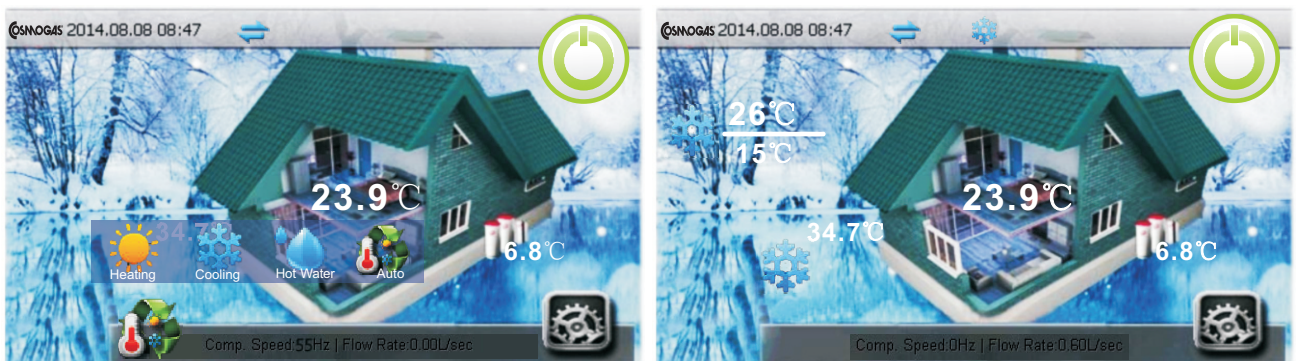 COSMOGAS 2014.08.08 08:47
23.9℃
34.7℃
6.8℃
Heating Cooling Hot Water Auto
Comp. Speed:55Hz | Flow Rate:0.00L/sec
COSMOGAS 2014.08.08 08:47
26℃
15℃
23.9℃
34.7℃
6.8℃
Comp. Speed:0Hz | Flow Rate:0.60L/sec